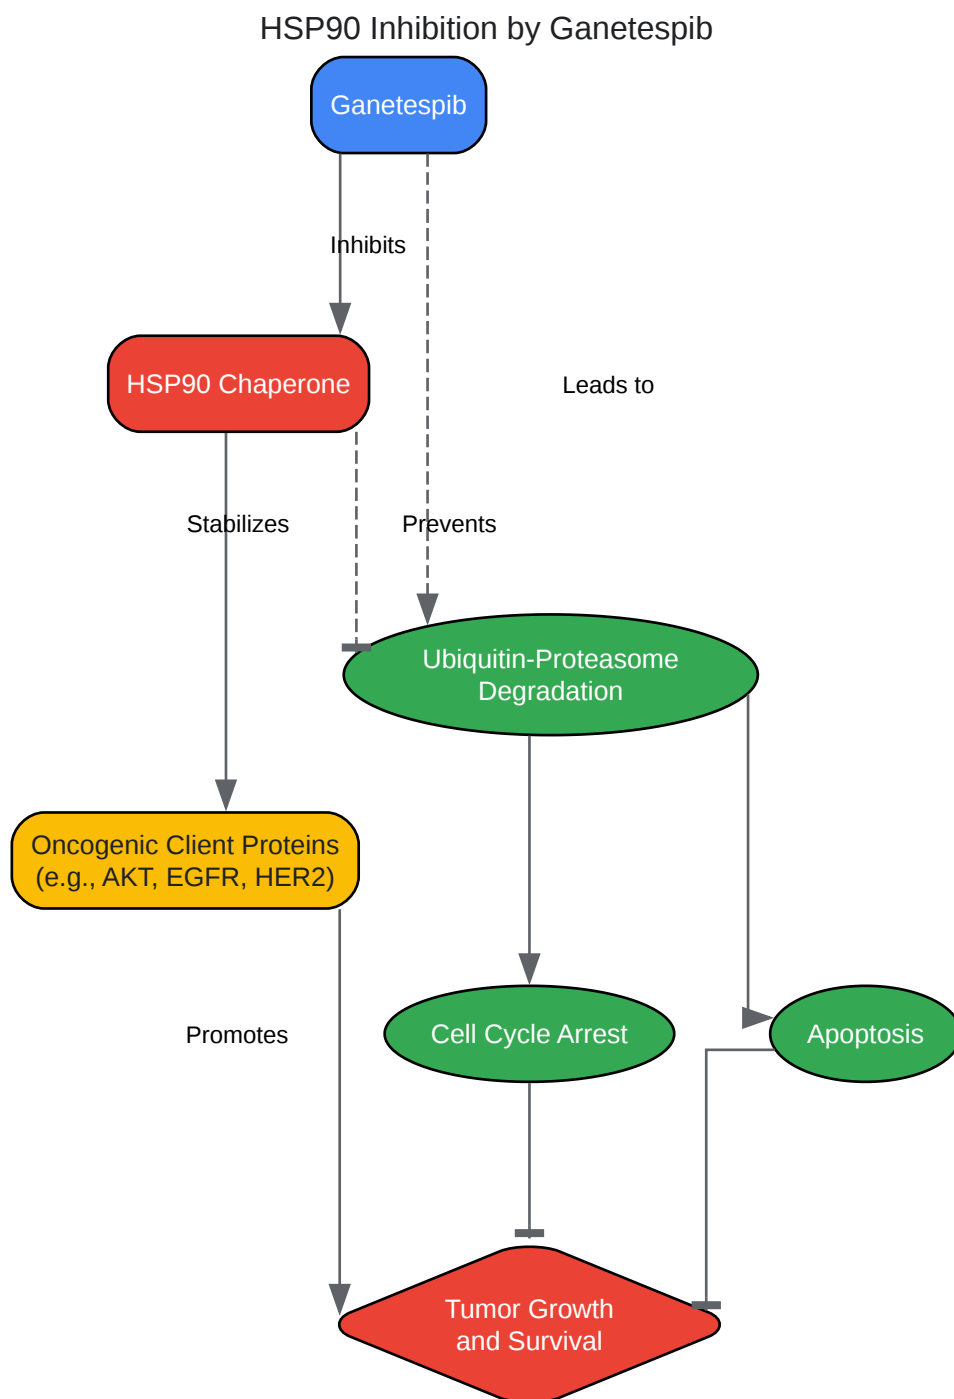 HSP90 Inhibition by Ganetespib
Ganetespib
Inhibits
HSP90 Chaperone
Leads to
Stabilizes
Prevents
Ubiquitin-Proteasome
Degradation
Oncogenic Client Proteins
(e.g., AKT, EGFR, HER2)
Promotes
Cell Cycle Arrest
Apoptosis
Tumor Growth
and Survival